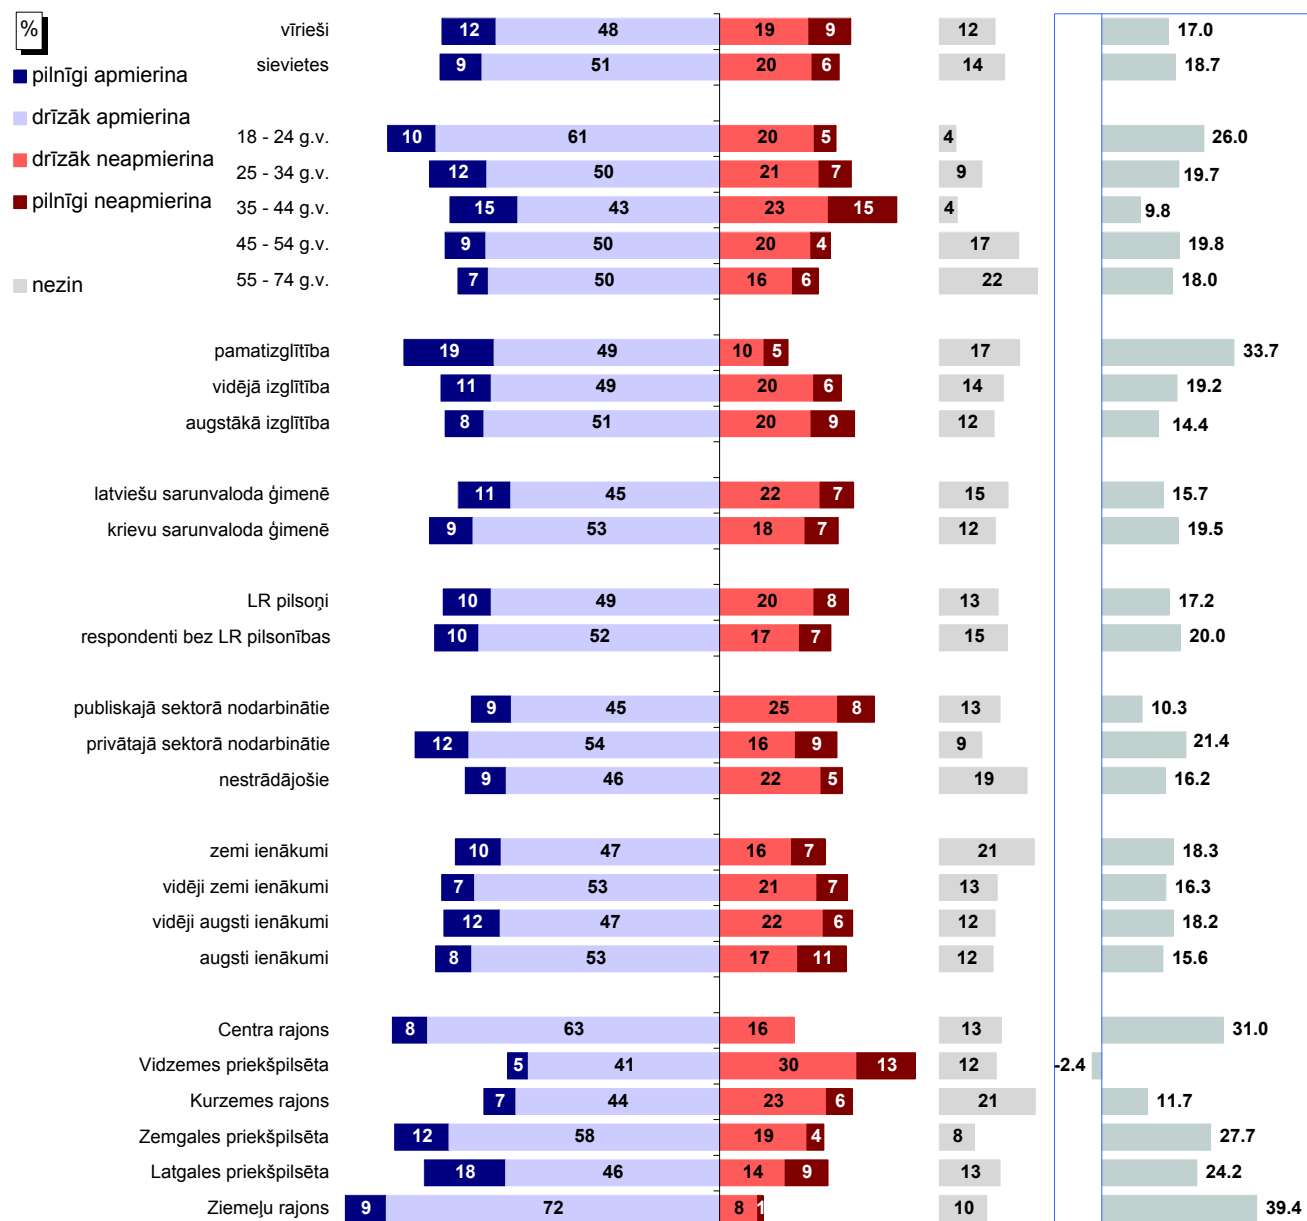 %
pilnīgi apmierina
drīzāk apmierina
drīzāk neapmierina
pilnīgi neapmierina
nezin
vīrieši 12 48 19 9 12 17.0
sievietes 9 51 20 6 14 18.7
18 - 24 g.v. 10 61 20 5 4 26.0
25 - 34 g.v. 12 50 21 7 9 19.7
35 - 44 g.v. 15 43 23 15 4 9.8
45 - 54 g.v. 9 50 20 4 17 19.8
55 - 74 g.v. 7 50 16 6 22 18.0
pamatizglītība 19 49 10 5 17 33.7
vidējā izglītība 11 49 20 6 14 19.2
augstākā izglītība 8 51 20 9 12 14.4
latviešu sarunvaloda ģimenē 11 45 22 7 15 15.7
krievu sarunvaloda ģimenē 9 53 18 7 12 19.5
LR pilsoņi 10 49 20 8 13 17.2
respondenti bez LR pilsonības 10 52 17 7 15 20.0
publiskajā sektorā nodarbinātie 9 45 25 8 13 10.3
privātajā sektorā nodarbinātie 12 54 16 9 9 21.4
nestrādājošie 9 46 22 5 19 16.2
zemi ienākumi 10 47 16 7 21 18.3
vidēji zemi ienākumi 7 53 21 7 13 16.3
vidēji augsti ienākumi 12 47 22 6 12 18.2
augsti ienākumi 8 53 17 11 12 15.6
Centra rajons 8 63 16 13 31.0
Vidzemes priekšpilsēta 5 41 30 13 12 -2.4
Kurzemes rajons 7 44 23 6 21 11.7
Zemgales priekšpilsēta 12 58 19 4 8 27.7
Latgales priekšpilsēta 18 46 14 9 13 24.2
Ziemeļu rajons 9 72 8 1 10 39.4